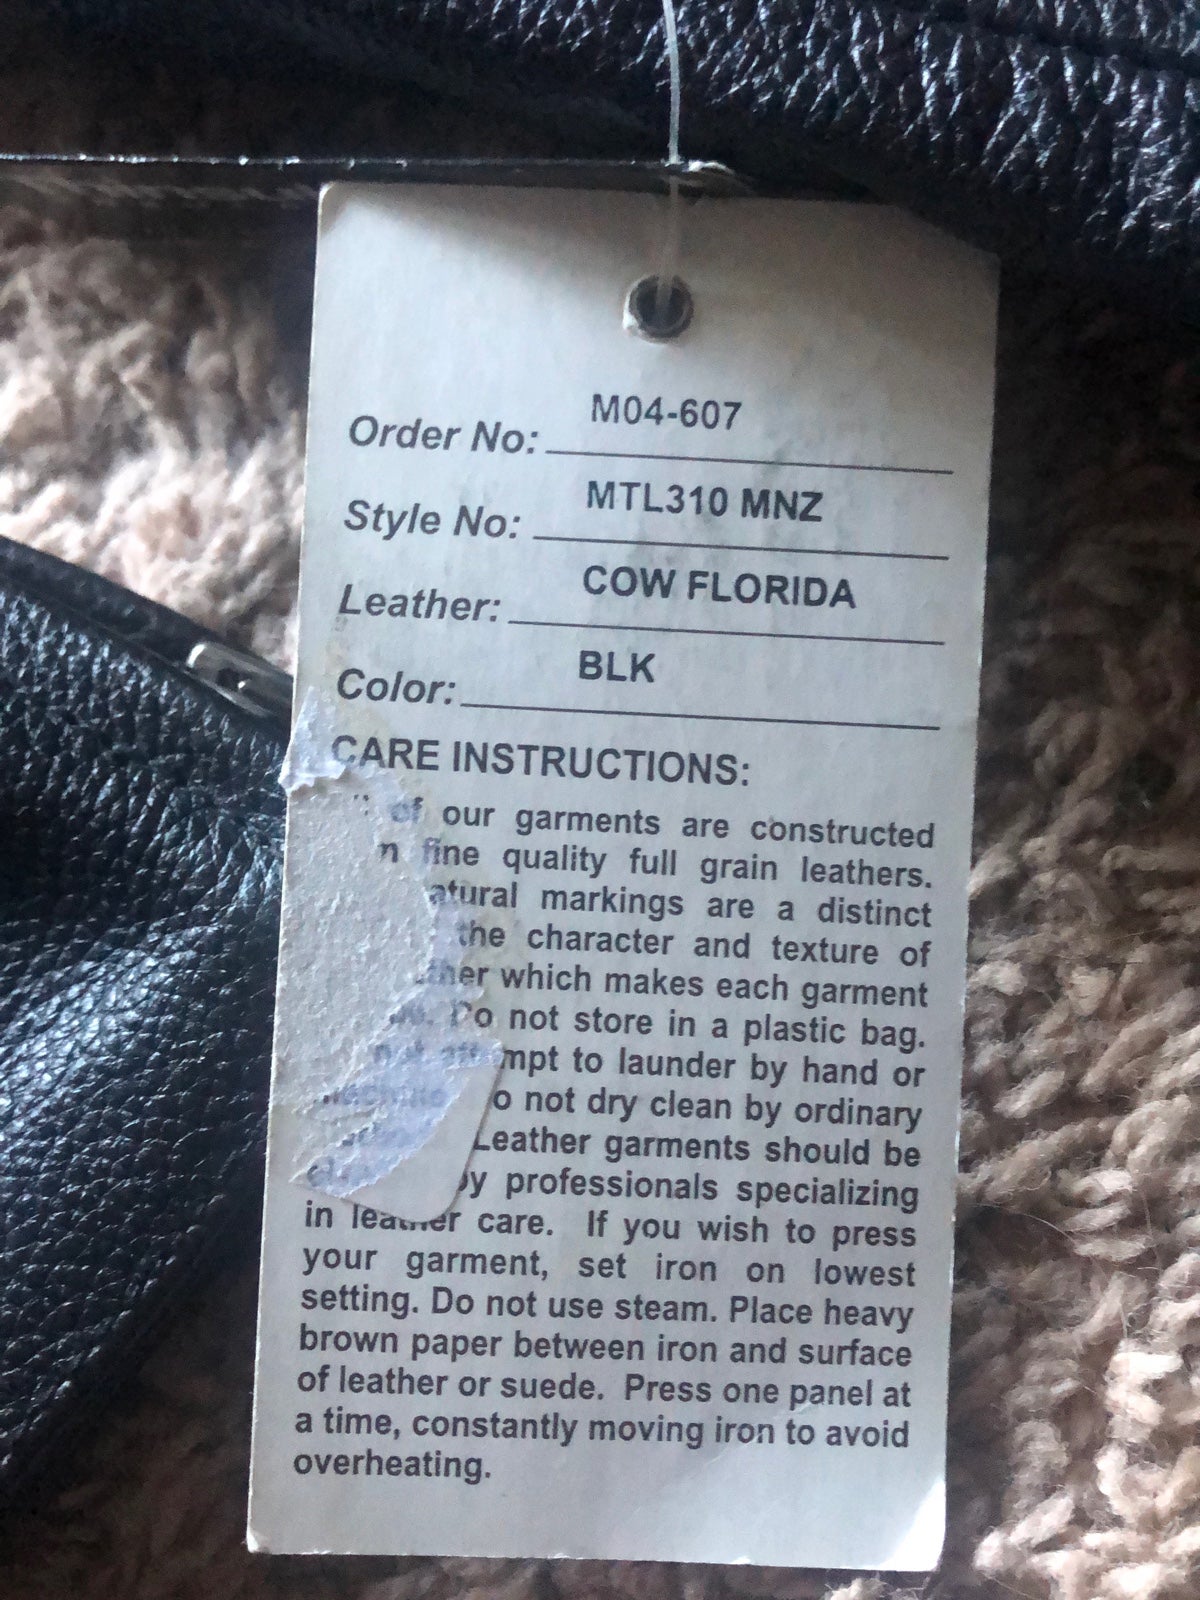 Order No: M04-607
Style No: MTL310 MNZ
Leather: COW FLORIDA
Color: BLK
CARE INSTRUCTIONS:
of our garments are constructed
fine quality full grain leathers.
markings are a distinct
the character and texture of
which makes each garment
Do not store in a plastic bag.
not attempt to launder by hand or
not dry clean by ordinary
Leather garments should be
by professionals specializing
in leather care. If you wish to press
your garment, set iron on lowest
setting. Do not use steam. Place heavy
brown paper between iron and surface
of leather or suede. Press one panel at
a time, constantly moving iron to avoid
overheating.